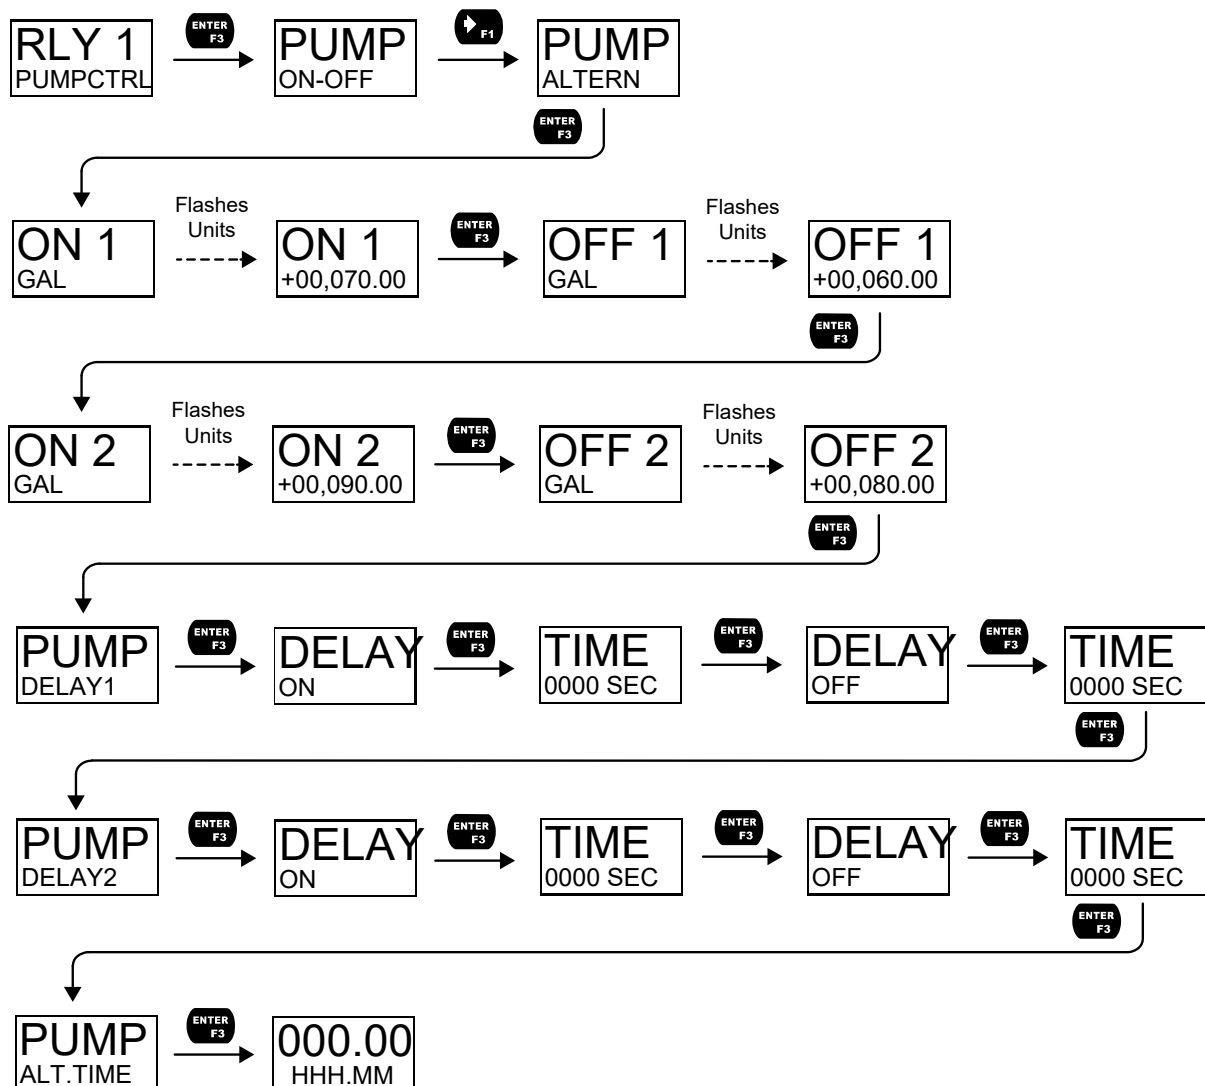 RLY 1
PUMPCTRL
ENTER
F3
PUMP
ON-OFF
F1
PUMP
ALTERN
ENTER
F3
ON 1
GAL
Flashes
Units
ON 1
+00,070.00
ENTER
F3
OFF 1
GAL
Flashes
Units
OFF 1
+00,060.00
ENTER
F3
ON 2
GAL
Flashes
Units
ON 2
+00,090.00
ENTER
F3
OFF 2
GAL
Flashes
Units
OFF 2
+00,080.00
ENTER
F3
PUMP
DELAY1
ENTER
F3
DELAY
ON
ENTER
F3
TIME
0000 SEC
ENTER
F3
DELAY
OFF
ENTER
F3
TIME
0000 SEC
ENTER
F3
PUMP
DELAY2
ENTER
F3
DELAY
ON
ENTER
F3
TIME
0000 SEC
ENTER
F3
DELAY
OFF
ENTER
F3
TIME
0000 SEC
ENTER
F3
PUMP
ALT.TIME
ENTER
F3
000.00
HHH.MM